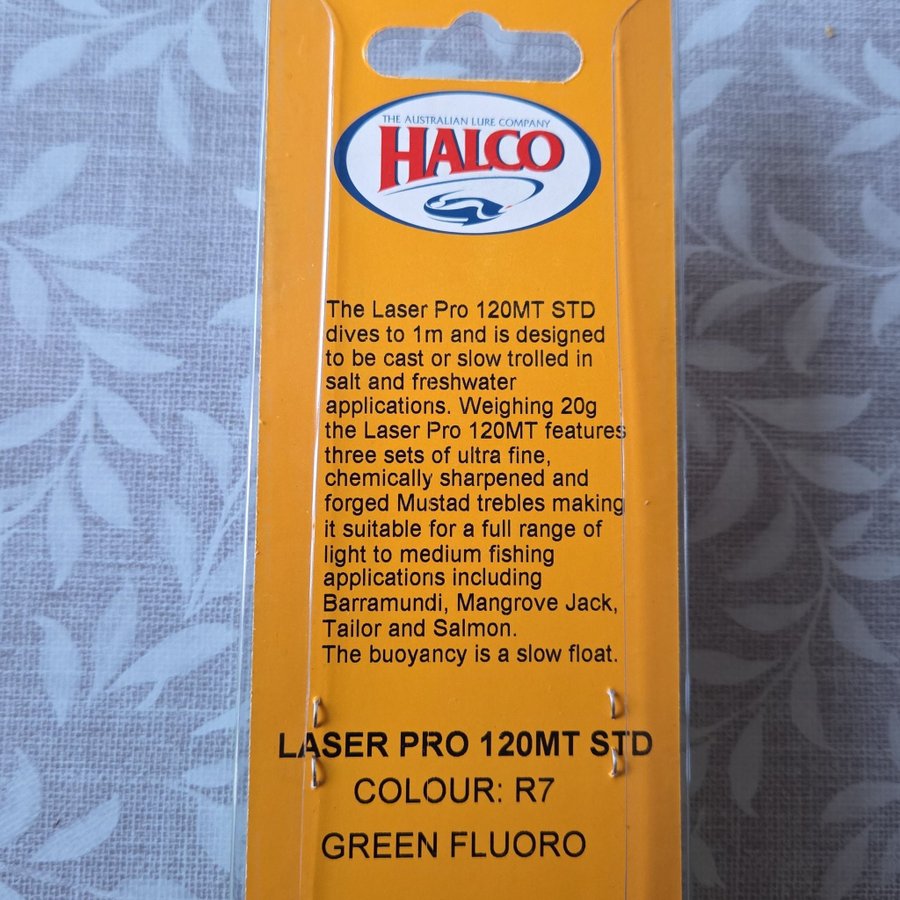 THE AUSTRALIAN LURE COMPANY
HALCO
The Laser Pro 120MT STD
dives to 1m and is designed
to be cast or slow trolled in
salt and freshwater
applications. Weighing 20g
the Laser Pro 120MT features
three sets of ultra fine,
chemically sharpened and
forged Mustad trebles making
it suitable for a full range of
light to medium fishing
applications including
Barramundi, Mangrove Jack,
Tailor and Salmon.
The buoyancy is a slow float.
LASER PRO 120MT STD
COLOUR: R7
GREEN FLUORO